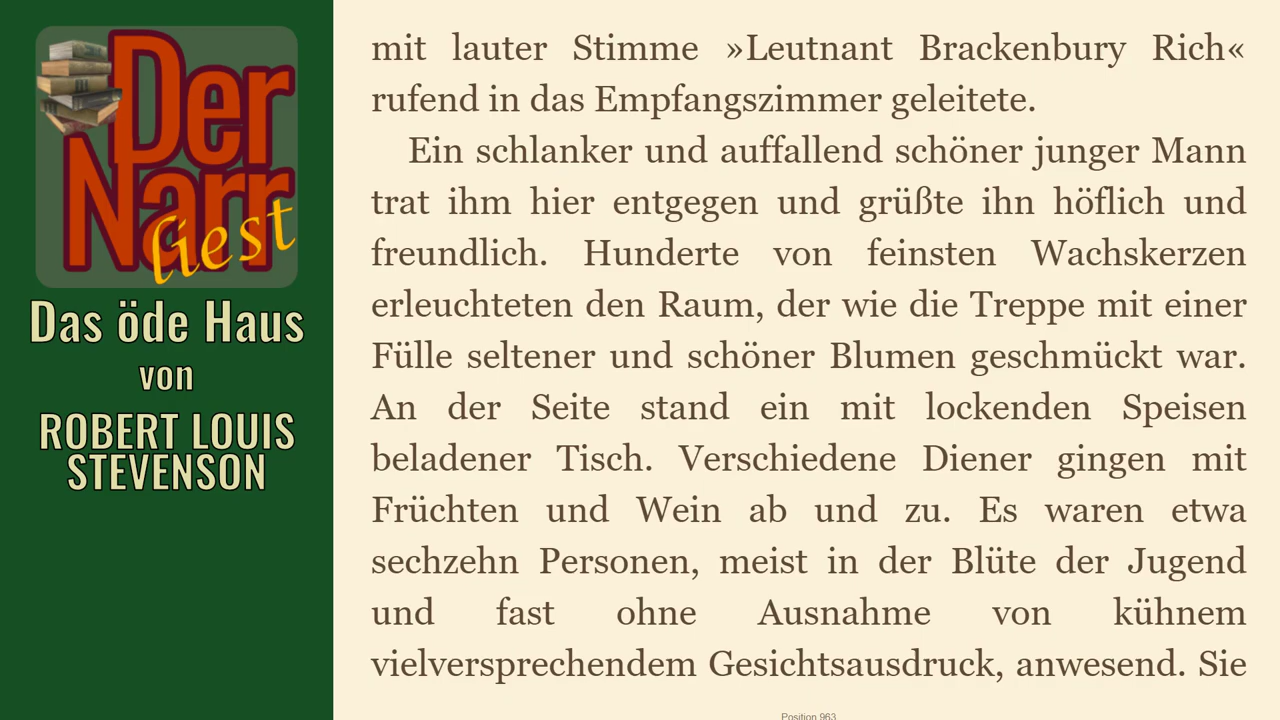 Der
Narr
liest
Das öde Haus
von
ROBERT LOUIS
STEVENSON
mit lauter Stimme »Leutnant Brackenbury Rich«
rufend in das Empfangszimmer geleitete.
Ein schlanker und auffallend schöner junger Mann
trat ihm hier entgegen und grüßte ihn höflich und
freundlich. Hunderte von feinsten Wachskerzen
erleuchteten den Raum, der wie die Treppe mit einer
Fülle seltener und schöner Blumen geschmückt war.
An der Seite stand ein mit lockenden Speisen
beladener Tisch. Verschiedene Diener gingen mit
Früchten und Wein ab und zu. Es waren etwa
sechzehn Personen, meist in der Blüte der Jugend
und fast ohne Ausnahme von kühnem
vielversprechendem Gesichtsausdruck, anwesend. Sie
Position 963